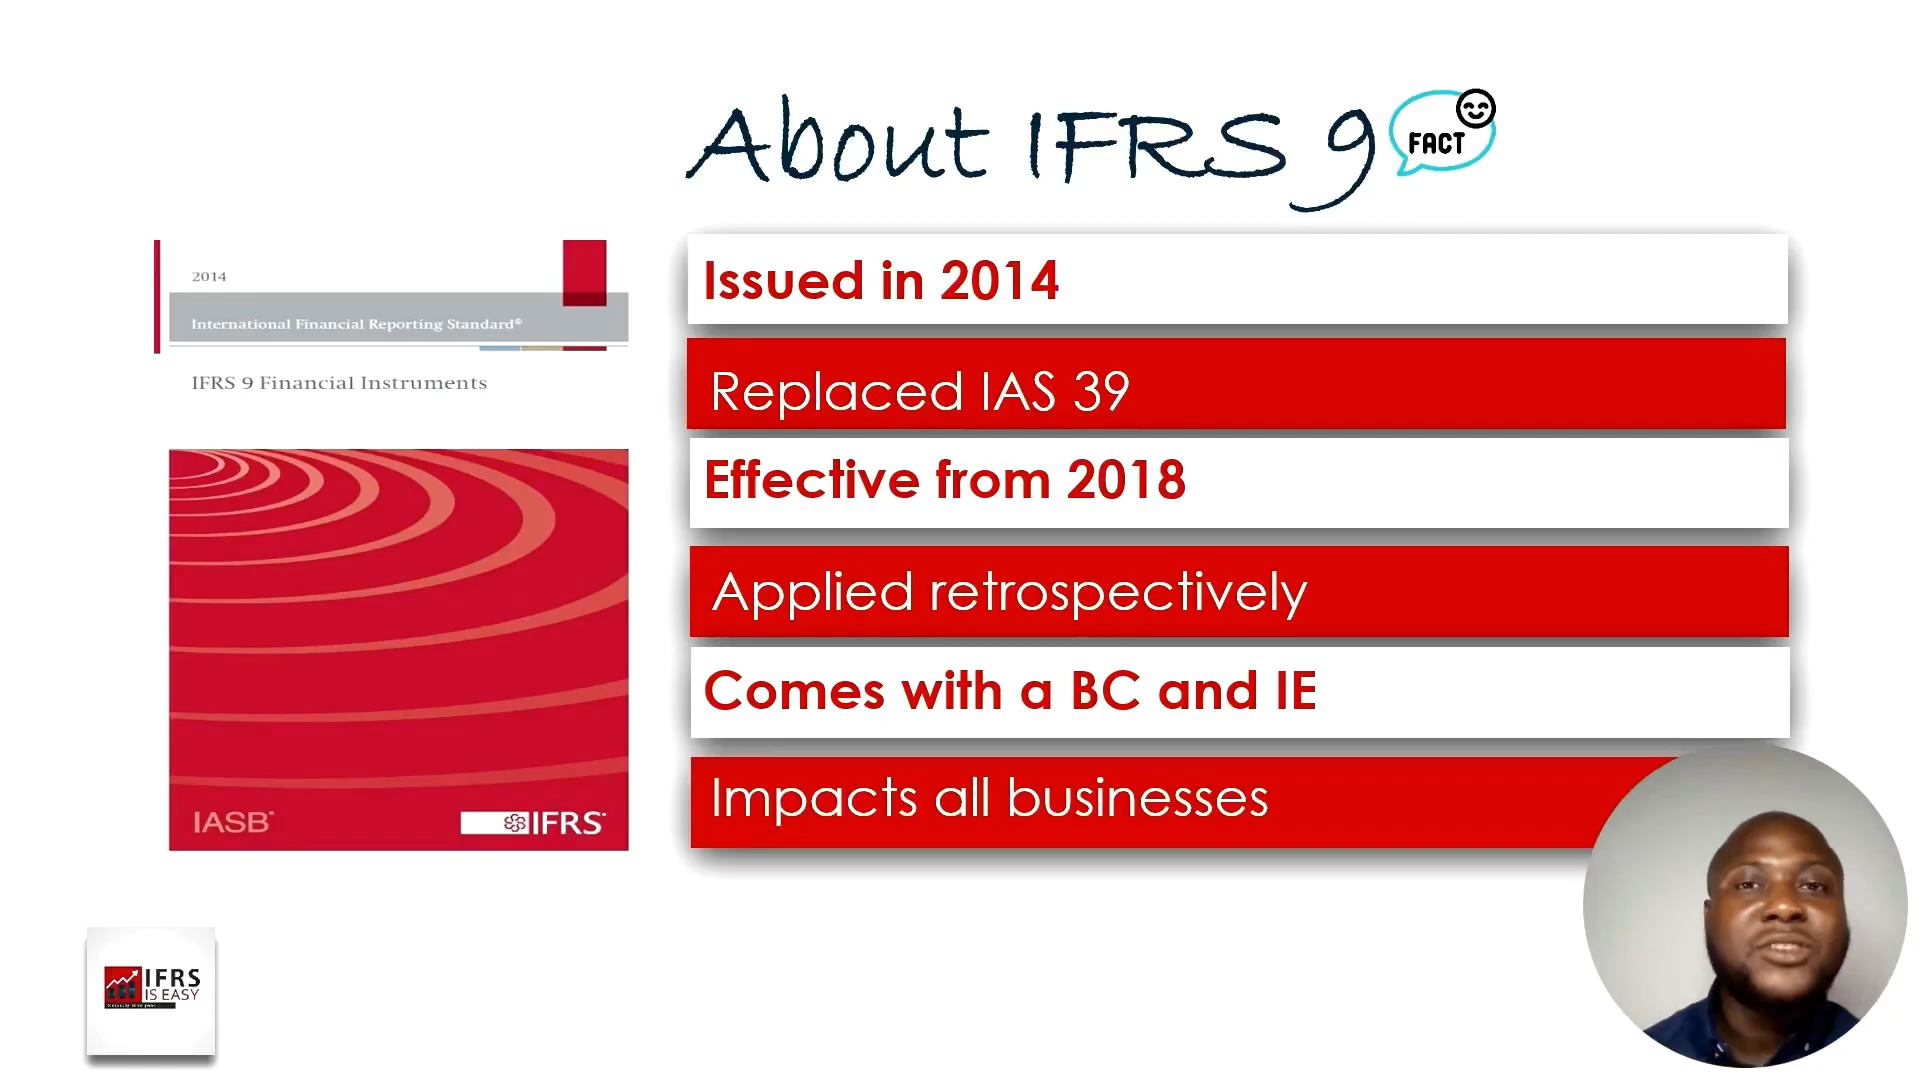 About IFRS 9
FACT
2014
International Financial Reporting Standard®
IFRS 9 Financial Instruments
IASB
IFRS
Issued in 2014
Replaced IAS 39
Effective from 2018
Applied retrospectively
Comes with a BC and IE
Impacts all businesses
IFRS
IS EASY